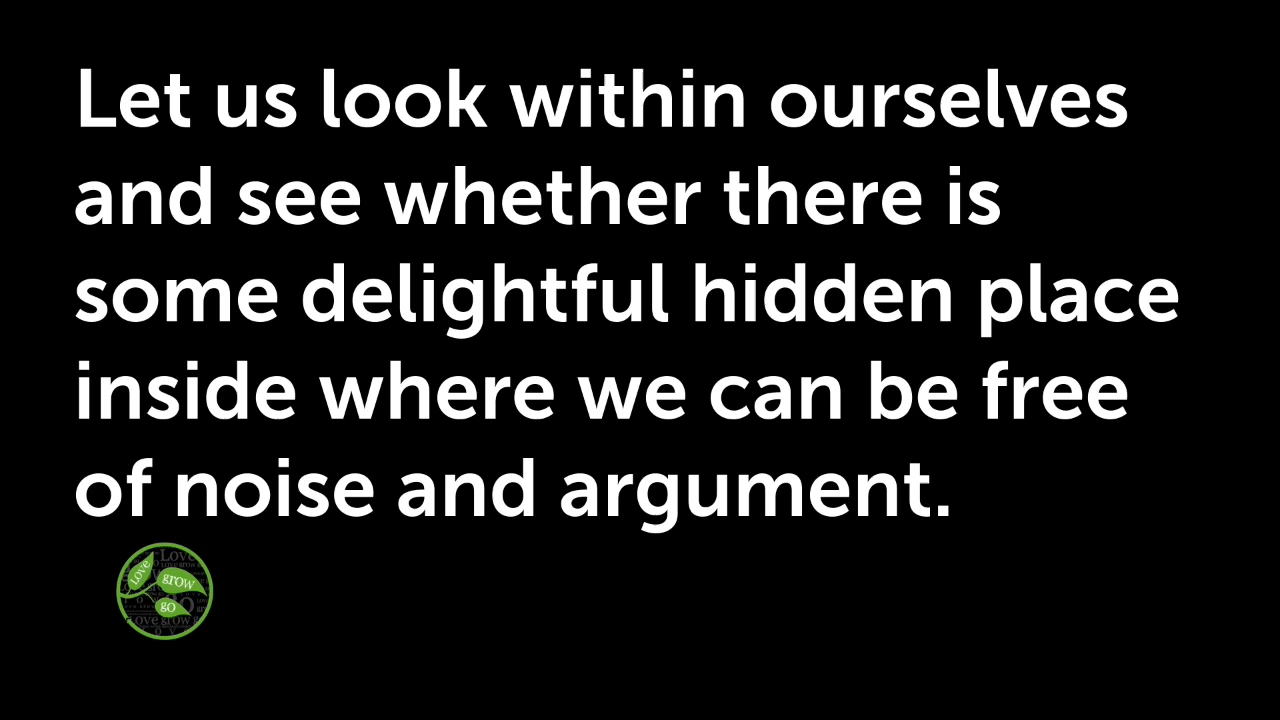 Let us look within ourselves
and see whether there is
some delightful hidden place
inside where we can be free
of noise and argument.
Love
grow
go